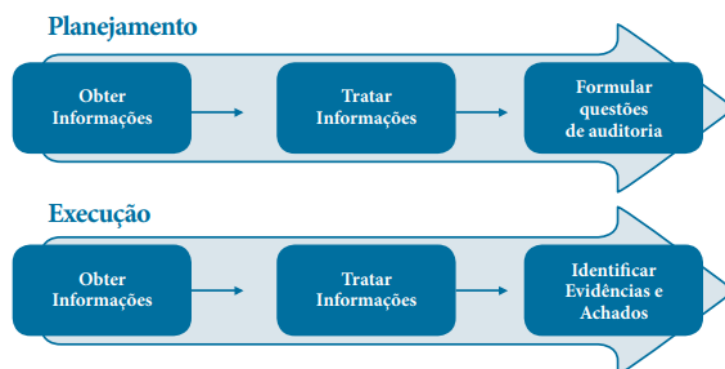 Planejamento
Obter
Informações
Tratar
Informações
Formular
questões
de auditoria
Execução
Obter
Informações
Tratar
Informações
Identificar
Evidências e
Achados